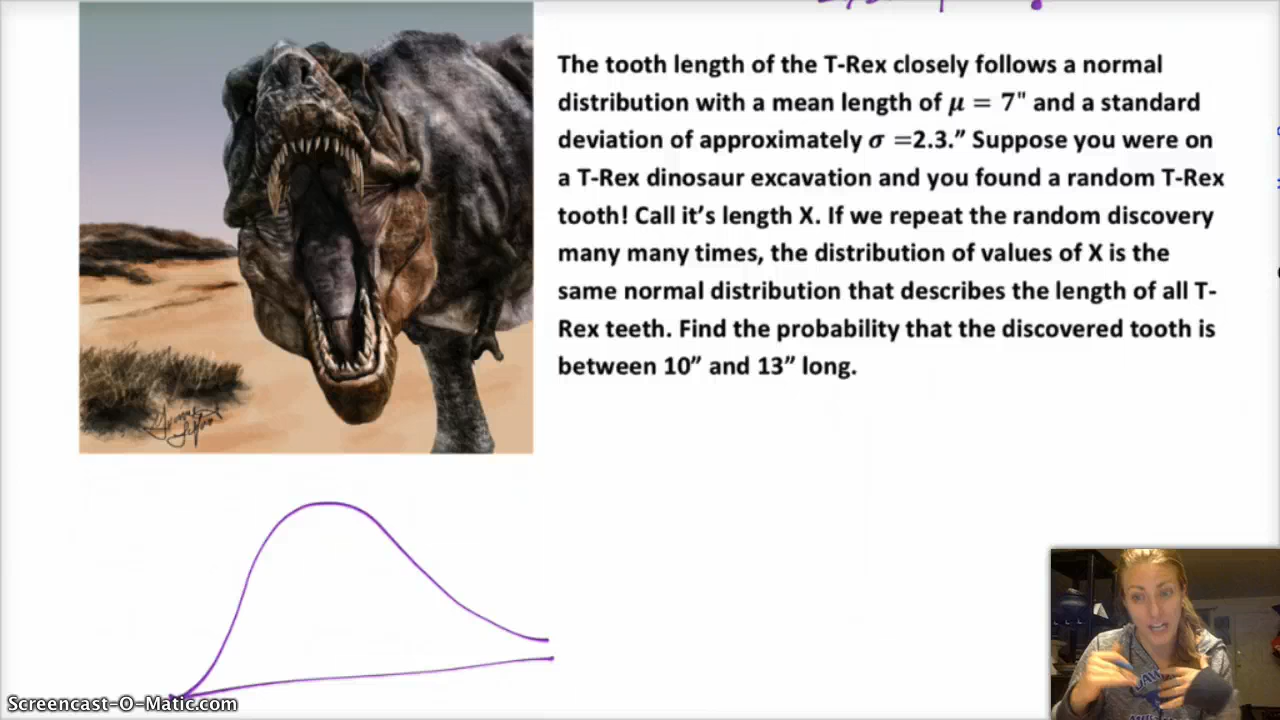 The tooth length of the T-Rex closely follows a normal
distribution with a mean length of μ = 7" and a standard
deviation of approximately σ =2.3.” Suppose you were on
a T-Rex dinosaur excavation and you found a random T-Rex
tooth! Call it’s length X. If we repeat the random discovery
many many times, the distribution of values of X is the
same normal distribution that describes the length of all T-
Rex teeth. Find the probability that the discovered tooth is
between 10” and 13” long.
Screencast-O-Matic.com